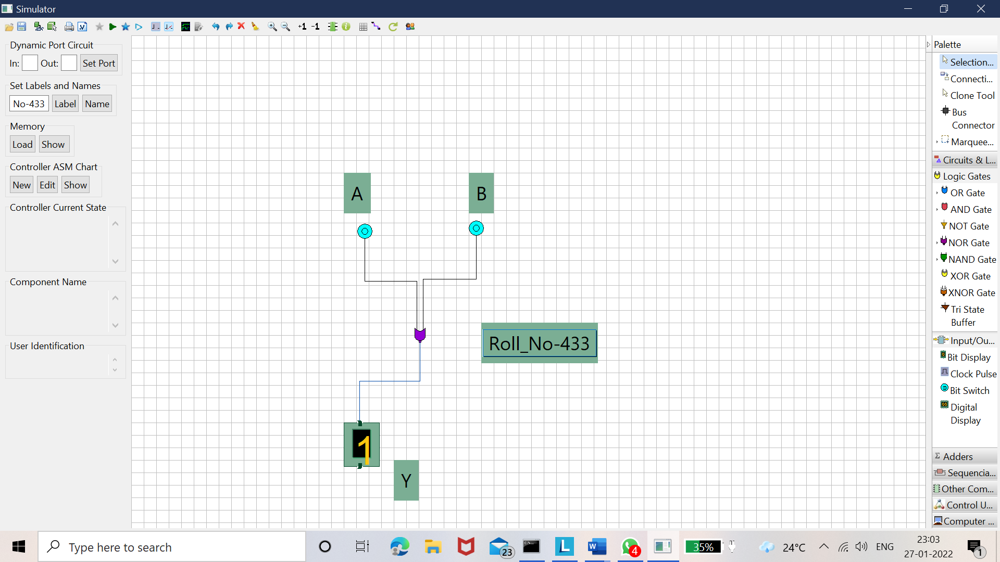 Simulator
+1 -1
Dynamic Port Circuit
In: Out: Set Port
Set Labels and Names
No-433 Label Name
Memory
Load Show
Controller ASM Chart
New Edit Show
Controller Current State
Component Name
User Identification
A
B
Roll_No-433
1
Y
Palette
Selection...
Connecti...
Clone Tool
Bus
Connector
Marquee...
Circuits & L...
Logic Gates
OR Gate
AND Gate
NOT Gate
NOR Gate
NAND Gate
XOR Gate
XNOR Gate
Tri State
Buffer
Input/Ou...
Bit Display
Clock Pulse
Bit Switch
Digital
Display
Adders
Sequencia...
Other Com...
Control U...
Computer ...
Type here to search
23
L
W
4
35%
24°C
ENG
23:03
27-01-2022
1